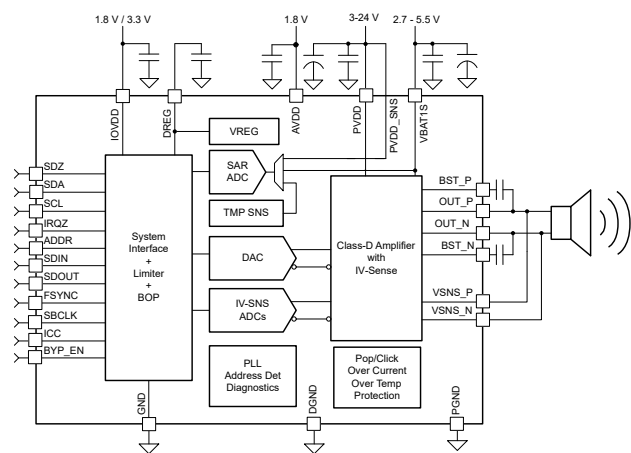 1.8 V / 3.3 V
1.8 V
3-24 V
2.7 - 5.5 V
IOVDD
DREG
AVDD
PVDD
PVDD_SNS
VBAT1S
VREG
SDZ
SDA
SCL
IRQZ
ADDR
SDIN
SDOUT
FSYNC
SBCLK
ICC
BYP_EN
System
Interface
+
Limiter
+
BOP
SAR
ADC
TMP SNS
DAC
IV-SNS
ADCs
Class-D Amplifier
with
IV-Sense
BST_P
OUT_P
OUT_N
BST_N
VSNS_P
VSNS_N
PLL
Address Det
Diagnostics
Pop/Click
Over Current
Over Temp
Protection
GND
DGND
PGND